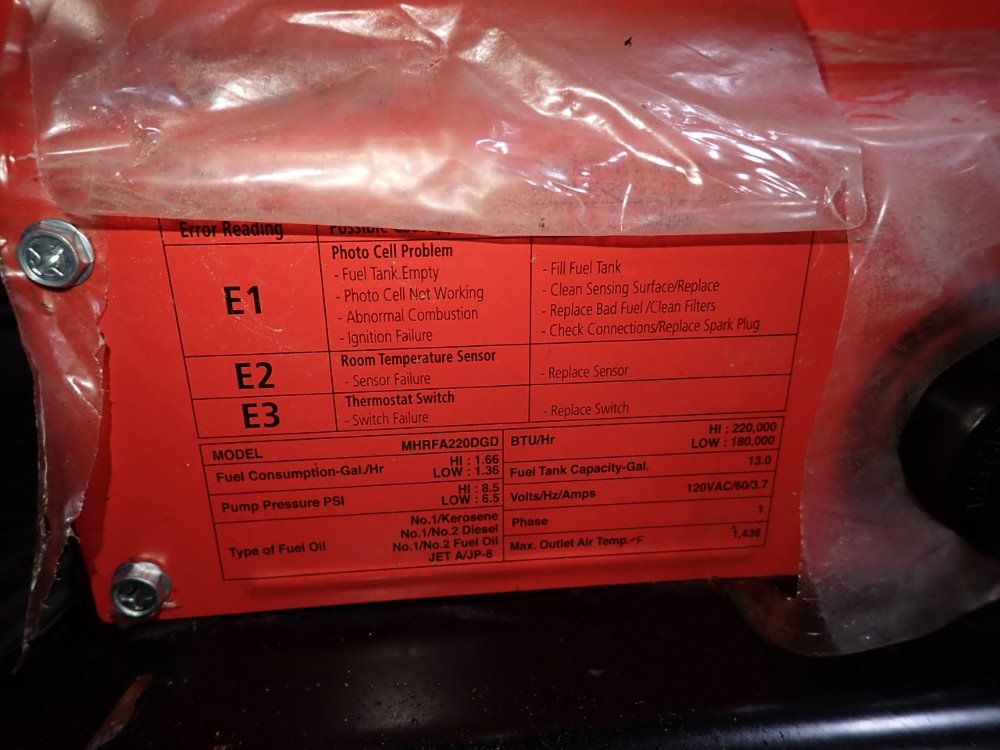 Error Reading
Possible
Photo Cell Problem
- Fuel Tank Empty
- Photo Cell Not Working
- Abnormal Combustion
- Ignition Failure
E1
- Fill Fuel Tank
- Clean Sensing Surface/Replace
- Replace Bad Fuel /Clean Filters
- Check Connections/Replace Spark Plug
E2
Room Temperature Sensor
- Sensor Failure
- Replace Sensor
E3
Thermostat Switch
- Switch Failure
- Replace Switch
MODEL MHRFA220DGD
Fuel Consumption-Gal./Hr HI : 1.66
LOW : 1.36
Pump Pressure PSI HI : 8.5
LOW : 6.5
Type of Fuel Oil No.1/Kerosene
No.1/No.2 Diesel
No.1/No.2 Fuel Oil
JET A/JP-8
BTU/Hr HI : 220,000
LOW : 180,000
Fuel Tank Capacity-Gal. 13.0
Volts/Hz/Amps 120VAC/60/3.7
Phase 1
Max. Outlet Air Temp.-°F 1,436